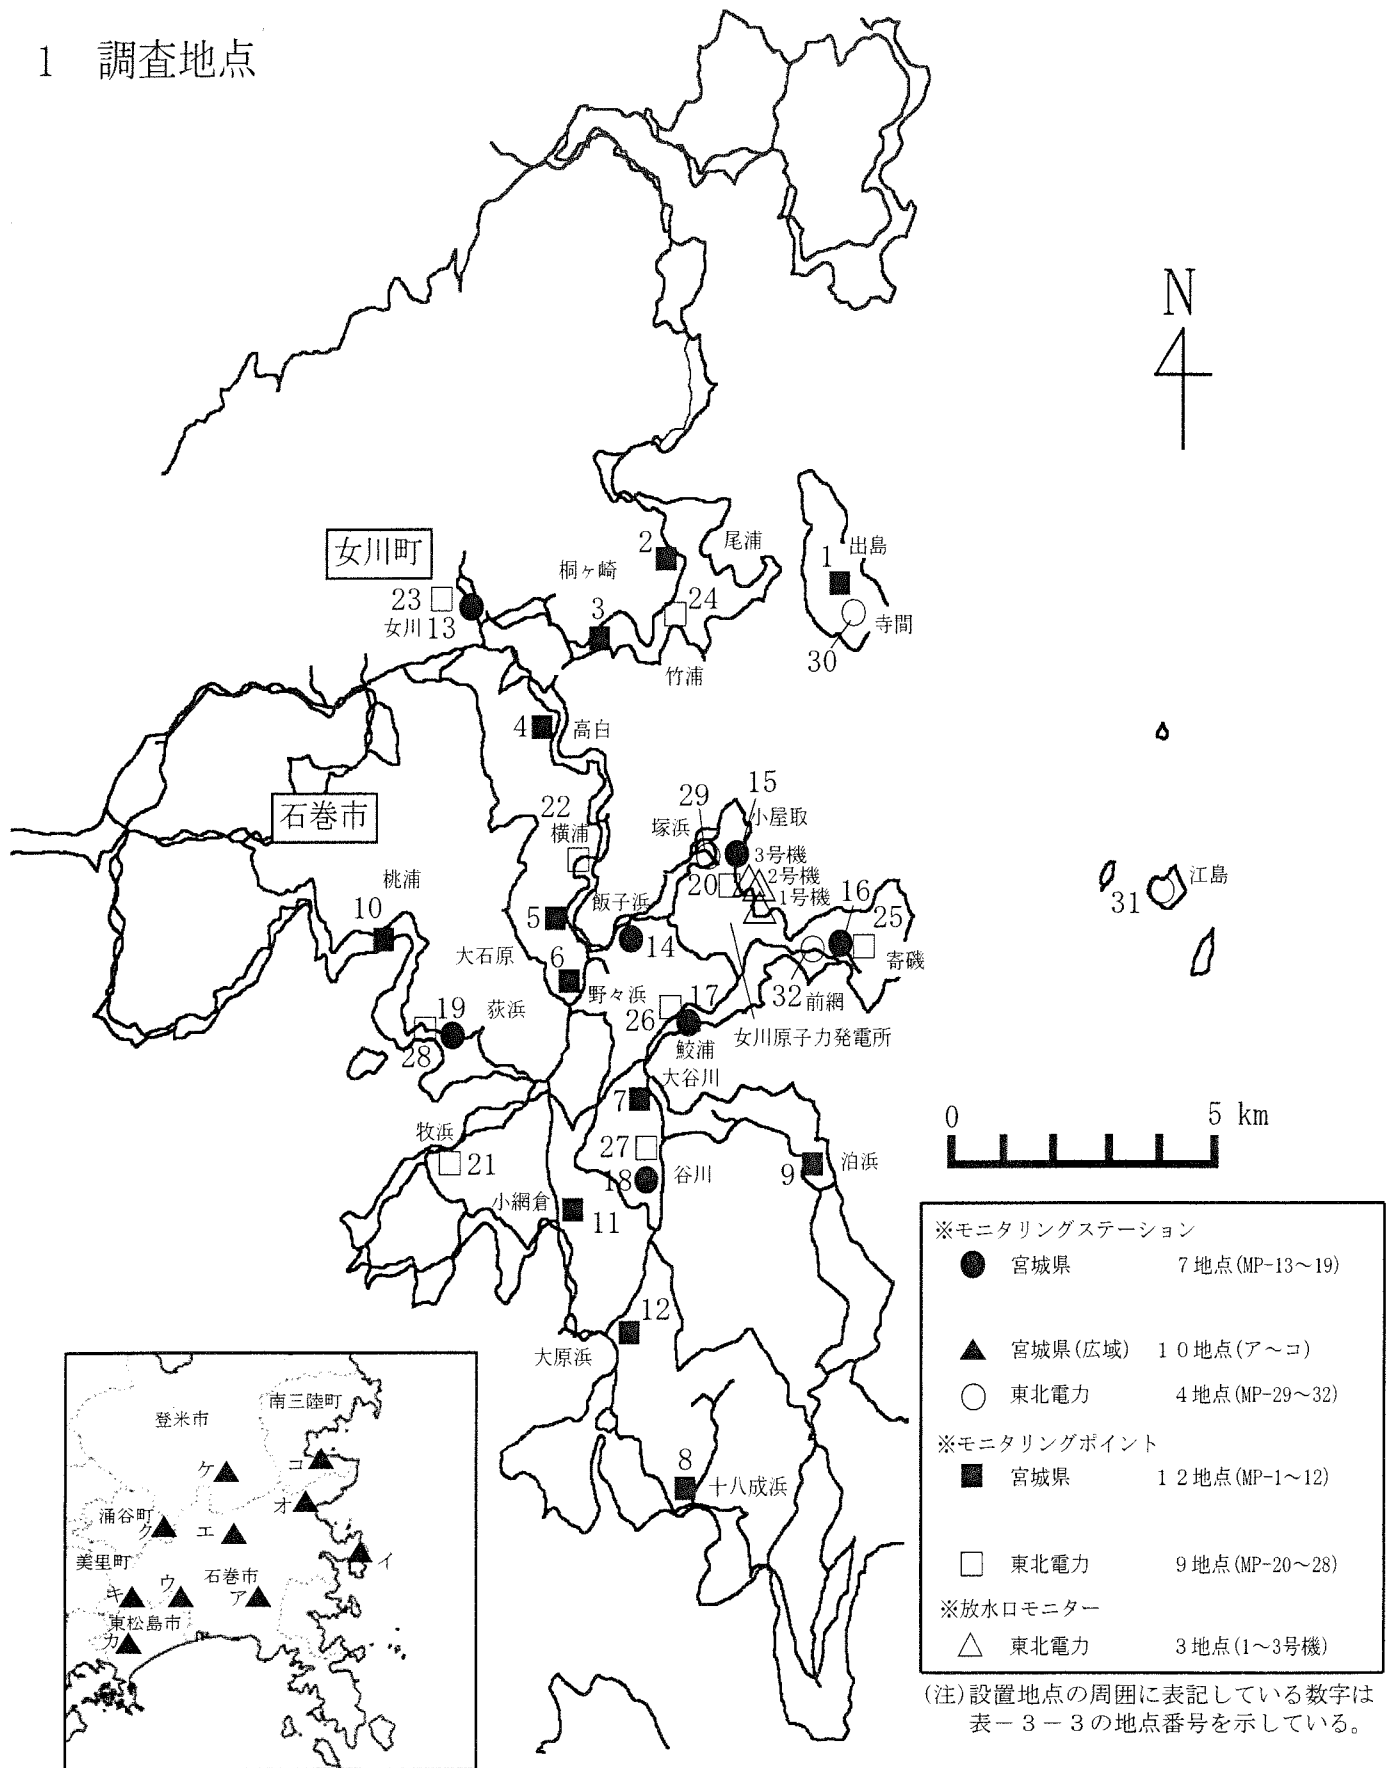 1 調査地点
N
女川町
2
尾浦
1
出島
桐ヶ崎
23
女川
13
3
24
寺間
30
竹浦
4
高白
29
15
小屋取
22
横浦
塚浜
石巻市
3号機
2号機
1号機
20
16
25
31
江島
桃浦
10
飯子浜
5
14
大石原
6
寄磯
野々浜
17
32
前網
19
荻浜
26
28
鮫浦
女川原子力発電所
大谷川
7
0
5 km
牧浜
27
21
18
谷川
9
泊浜
小網倉
11
12
大原浜
8
十八成浜
※モニタリングステーション
宮城県 7地点(MP-13～19)
宮城県(広域) 10地点(ア～コ)
東北電力 4地点(MP-29～32)
※モニタリングポイント
宮城県 12地点(MP-1～12)
東北電力 9地点(MP-20～28)
※放水口モニター
東北電力 3地点(1～3号機)
(注)設置地点の周囲に表記している数字は
表－3－3の地点番号を示している。
南三陸町
登米市
コ
ケ
オ
涌谷町
ク
エ
イ
美里町
石巻市
キ
ウ
ア
東松島市
カ